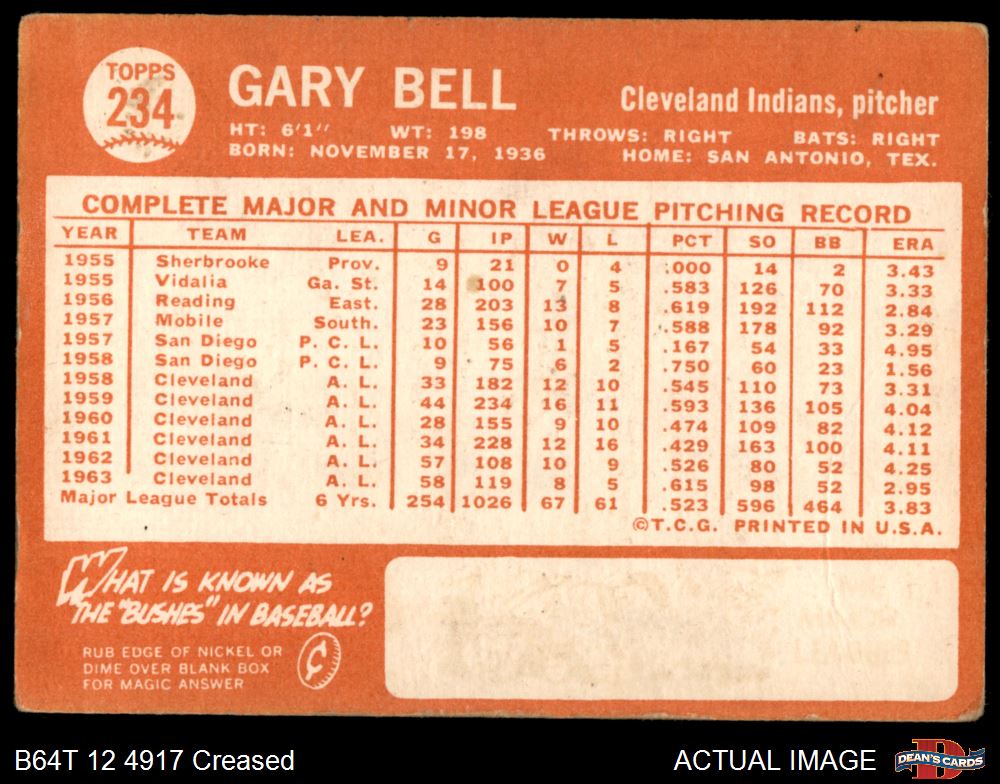 TOPPS
234
GARY BELL
Cleveland Indians, pitcher
HT: 6'1" WT: 198 THROWS: RIGHT BATS: RIGHT
BORN: NOVEMBER 17, 1936 HOME: SAN ANTONIO, TEX.
COMPLETE MAJOR AND MINOR LEAGUE PITCHING RECORD
YEAR TEAM LEA. G IP W L PCT SO BB ERA
1955 Sherbrooke Prov. 9 21 0 4 .000 14 2 3.43
1955 Vidalia Ga. St. 14 100 7 5 .583 126 70 3.33
1956 Reading East. 28 203 13 8 .619 192 112 2.84
1957 Mobile South. 23 156 10 7 .588 178 92 3.29
1957 San Diego P. C. L. 10 56 1 5 .167 54 33 4.95
1958 San Diego P. C. L. 9 75 6 2 .750 60 23 1.56
1958 Cleveland A. L. 33 182 12 10 .545 110 73 3.31
1959 Cleveland A. L. 44 234 16 11 .593 136 105 4.04
1960 Cleveland A. L. 28 155 9 10 .474 109 82 4.12
1961 Cleveland A. L. 34 228 12 16 .429 163 100 4.11
1962 Cleveland A. L. 57 108 10 9 .526 80 52 4.25
1963 Cleveland A. L. 58 119 8 5 .615 98 52 2.95
Major League Totals 6 Yrs. 254 1026 67 61 .523 596 464 3.83
©T.C.G. PRINTED IN U.S.A.
WHAT IS KNOWN AS
THE "BUSHES" IN BASEBALL?
RUB EDGE OF NICKEL OR
DIME OVER BLANK BOX
FOR MAGIC ANSWER
¢
B64T 12 4917 Creased
ACTUAL IMAGE
D
DEAN'S CARDS